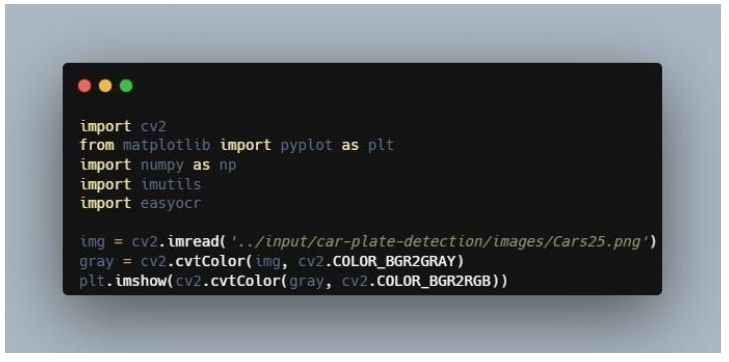 import cv2
from matplotlib import pyplot as plt
import numpy as np
import imutils
import easyocr
img = cv2.imread('../input/car-plate-detection/images/Cars25.png')
gray = cv2.cvtColor(img, cv2.COLOR_BGR2GRAY)
plt.imshow(cv2.cvtColor(gray, cv2.COLOR_BGR2RGB))